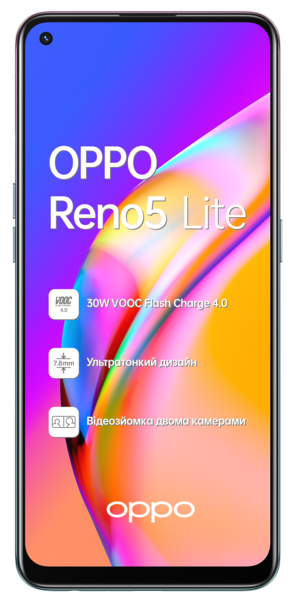 OPPO
Reno5 Lite
VOOC
4.0
30W VOOC Flash Charge 4.0
7.8mm
Ультратонкий дизайн
Відеозйомка двома камерами
oppo